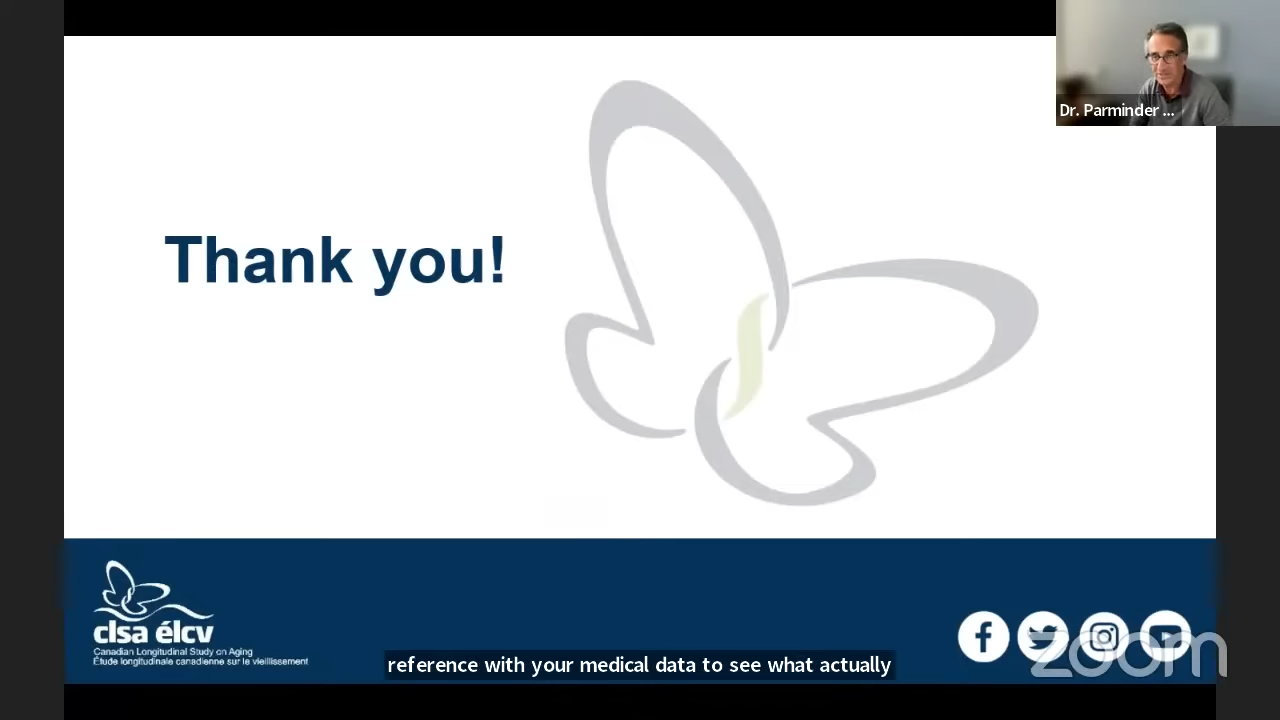 Dr. Parminder ...
Thank you!
clsa élcv
Canadian Longitudinal Study on Aging
Étude longitudinale canadienne sur le vieillissement
reference with your medical data to see what actually
zoom